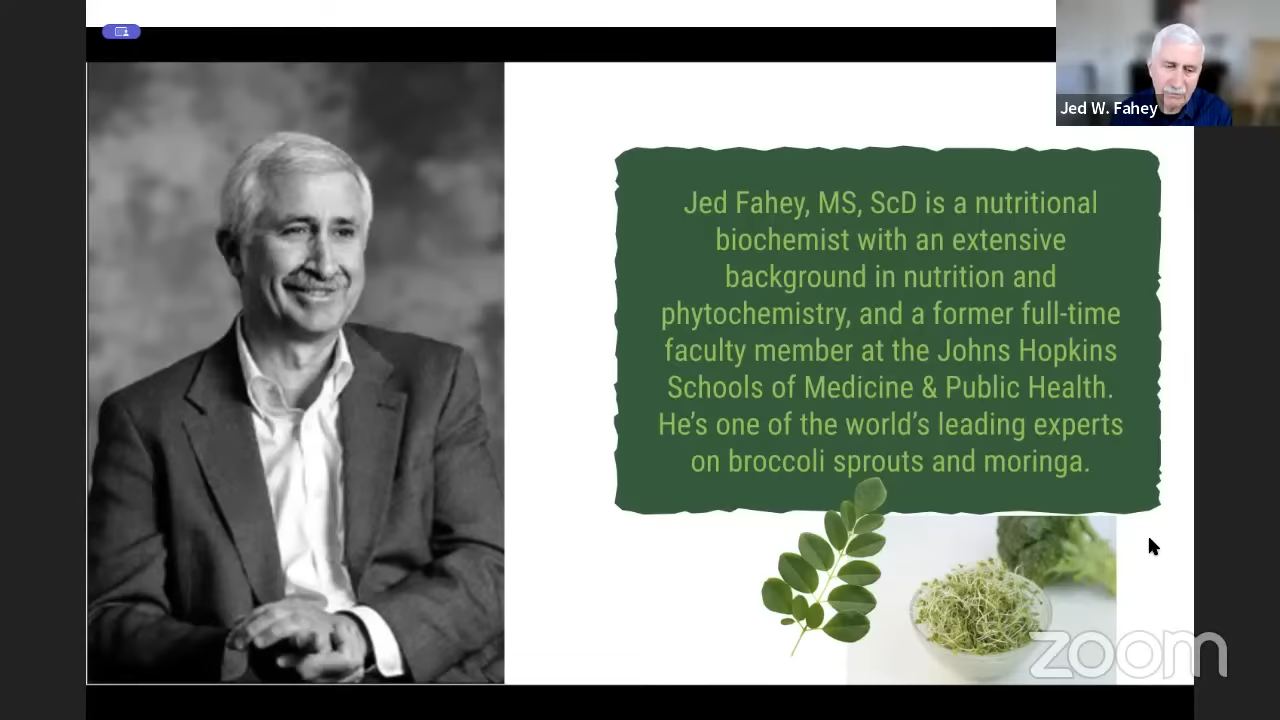 Jed W. Fahey
Jed Fahey, MS, ScD is a nutritional
biochemist with an extensive
background in nutrition and
phytochemistry, and a former full-time
faculty member at the Johns Hopkins
Schools of Medicine & Public Health.
He’s one of the world’s leading experts
on broccoli sprouts and moringa.
zoom